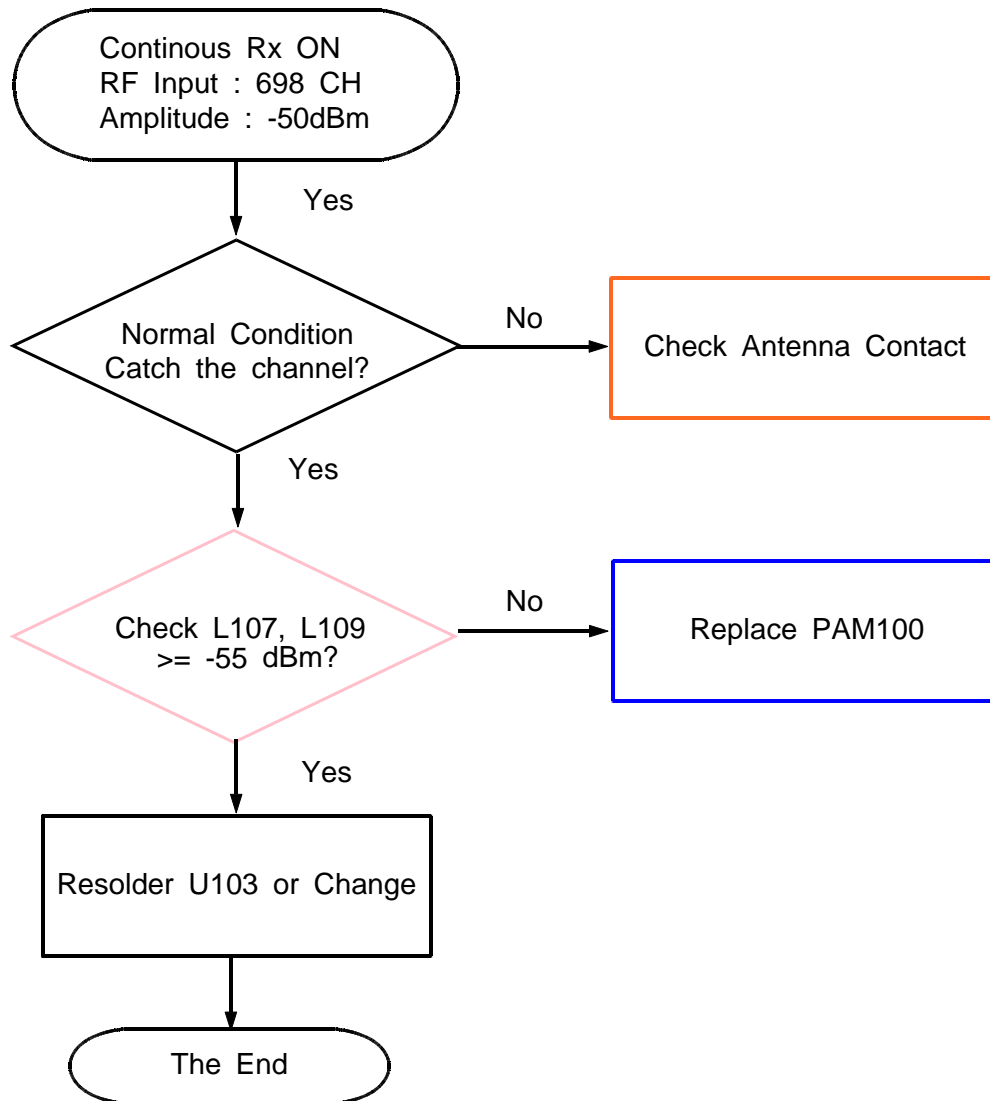 Continous Rx ON
RF Input : 698 CH
Amplitude : -50dBm
Yes
Normal Condition
Catch the channel?
No
Check Antenna Contact
Yes
Check L107, L109
>= -55 dBm?
No
Replace PAM100
Yes
Resolder U103 or Change
The End